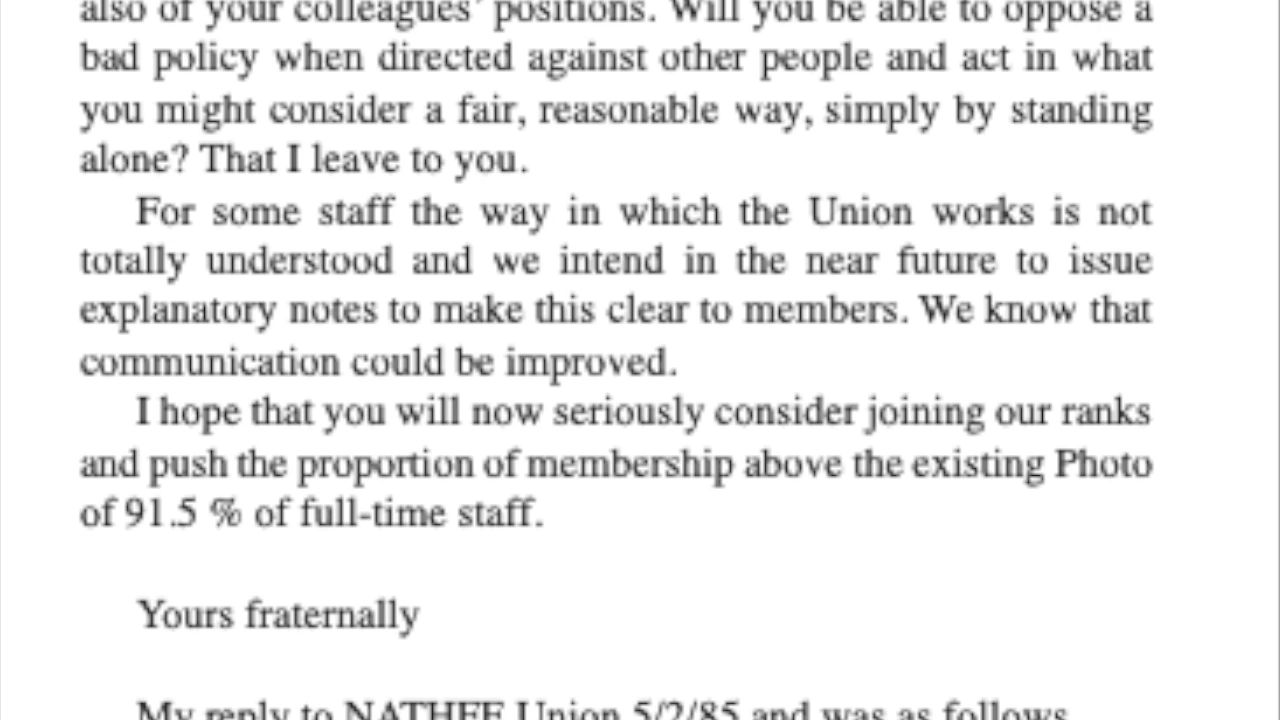 also of your colleagues' positions. Will you be able to oppose a
bad policy when directed against other people and act in what
you might consider a fair, reasonable way, simply by standing
alone? That I leave to you.
For some staff the way in which the Union works is not
totally understood and we intend in the near future to issue
explanatory notes to make this clear to members. We know that
communication could be improved.
I hope that you will now seriously consider joining our ranks
and push the proportion of membership above the existing Photo
of 91.5 % of full-time staff.
Yours fraternally
My reply to NATHFE Union 5/2/85 and was as follows